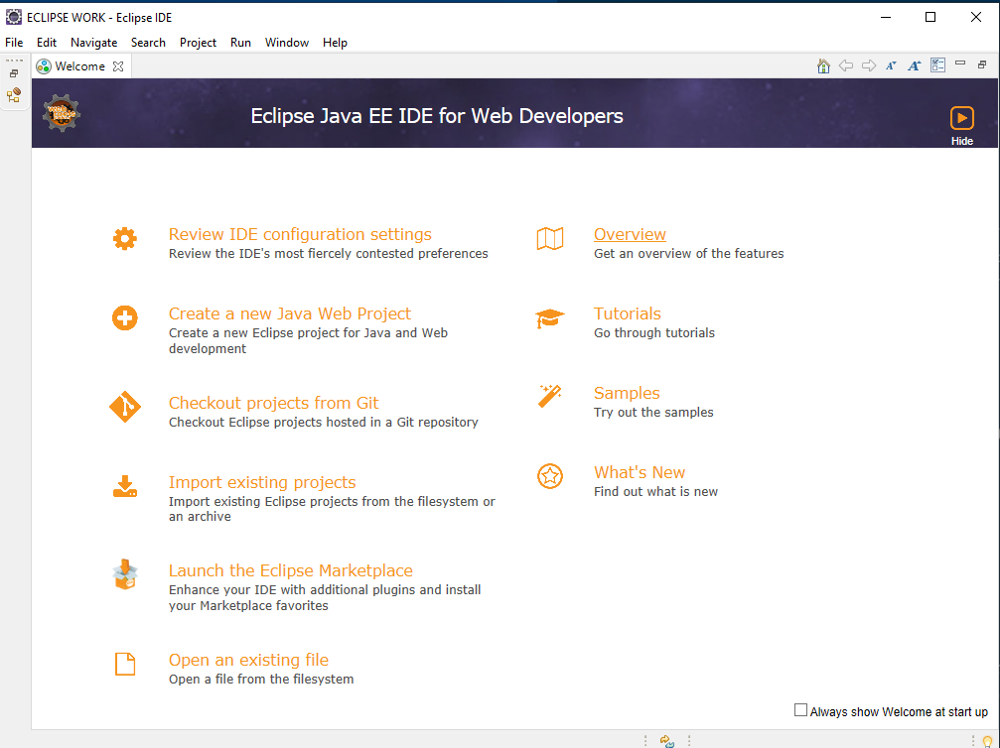 ECLIPSE WORK - Eclipse IDE
File Edit Navigate Search Project Run Window Help
Welcome
Eclipse Java EE IDE for Web Developers
Hide
Review IDE configuration settings
Review the IDE's most fiercely contested preferences
Create a new Java Web Project
Create a new Eclipse project for Java and Web
development
Checkout projects from Git
Checkout Eclipse projects hosted in a Git repository
Import existing projects
Import existing Eclipse projects from the filesystem or
an archive
Launch the Eclipse Marketplace
Enhance your IDE with additional plugins and install
your Marketplace favorites
Open an existing file
Open a file from the filesystem
Overview
Get an overview of the features
Tutorials
Go through tutorials
Samples
Try out the samples
What's New
Find out what is new
Always show Welcome at start up